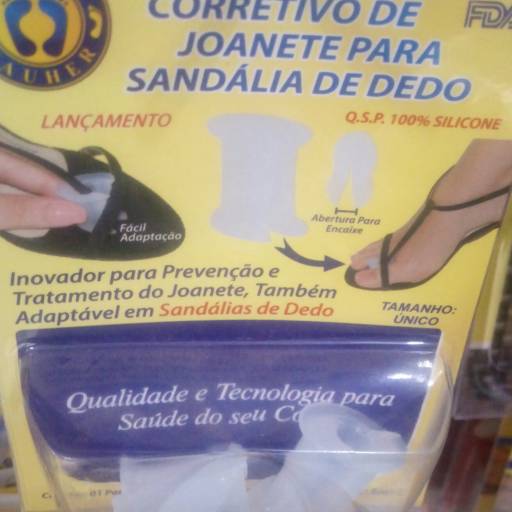 CORRETIVO DE
JOANETE PARA
SANDÁLIA DE DEDO
FDA
AUHER
LANÇAMENTO
Q.S.P. 100% SILICONE
Fácil
Adaptação
Abertura Para
Encaixe
Inovador para Prevenção e
Tratamento do Joanete, Também
Adaptável em Sandálias de Dedo
TAMANHO:
ÚNICO
Qualidade e Tecnologia para
Saúde do seu